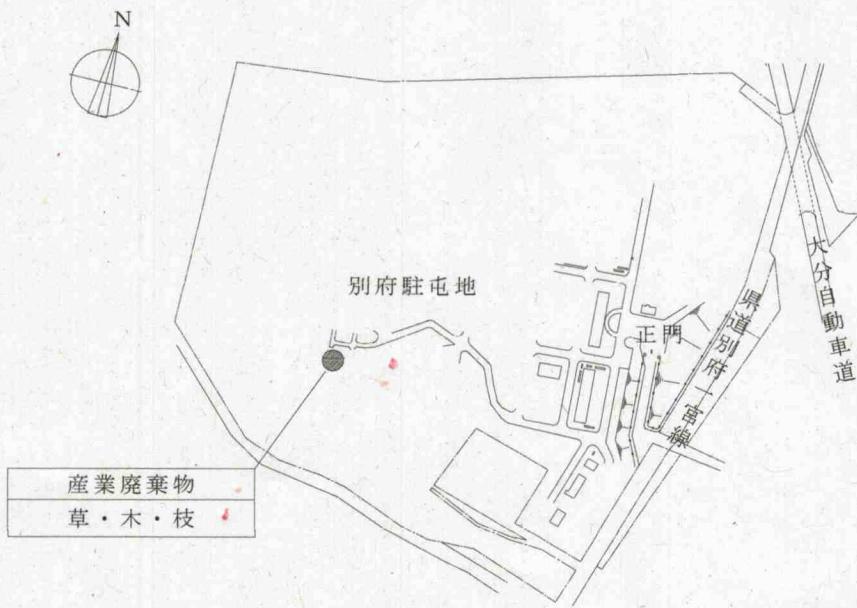 N
別府駐屯地
正門
県道別府一宮線
大分自動車道
産業廃棄物
草・木・枝